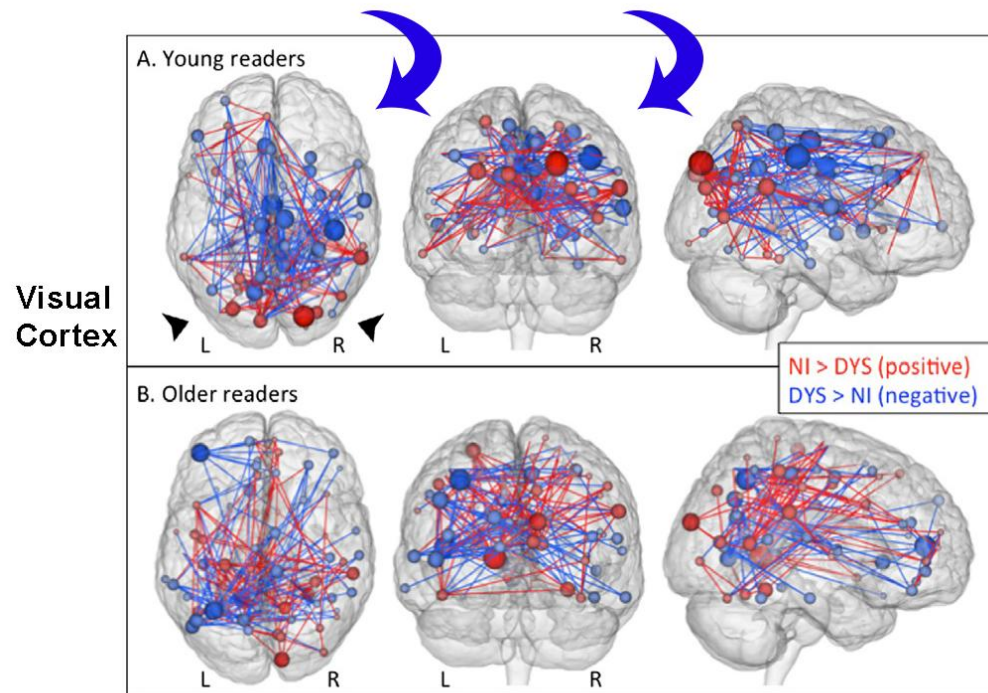 A. Young readers
Visual
Cortex
L
R
L
R
NI > DYS (positive)
DYS > NI (negative)
B. Older readers
L
R
L
R